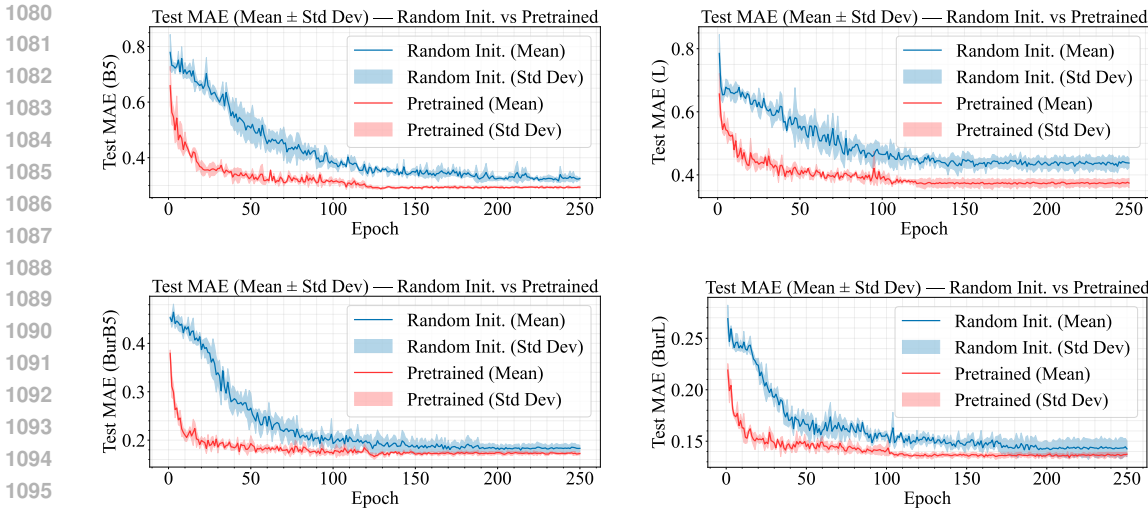 1080
1081
1082
1083
1084
1085
1086
1087
1088
1089
1090
1091
1092
1093
1094
1095
Test MAE (Mean ± Std Dev) — Random Init. vs Pretrained
Test MAE (B5)
0.8
0.6
0.4
Random Init. (Mean)
Random Init. (Std Dev)
Pretrained (Mean)
Pretrained (Std Dev)
0 50 100 150 200 250
Epoch
Test MAE (Mean ± Std Dev) — Random Init. vs Pretrained
Test MAE (L)
0.8
0.6
0.4
Random Init. (Mean)
Random Init. (Std Dev)
Pretrained (Mean)
Pretrained (Std Dev)
0 50 100 150 200 250
Epoch
Test MAE (Mean ± Std Dev) — Random Init. vs Pretrained
Test MAE (BurB5)
0.4
0.3
0.2
Random Init. (Mean)
Random Init. (Std Dev)
Pretrained (Mean)
Pretrained (Std Dev)
0 50 100 150 200 250
Epoch
Test MAE (Mean ± Std Dev) — Random Init. vs Pretrained
Test MAE (BurL)
0.25
0.20
0.15
Random Init. (Mean)
Random Init. (Std Dev)
Pretrained (Mean)
Pretrained (Std Dev)
0 50 100 150 200 250
Epoch